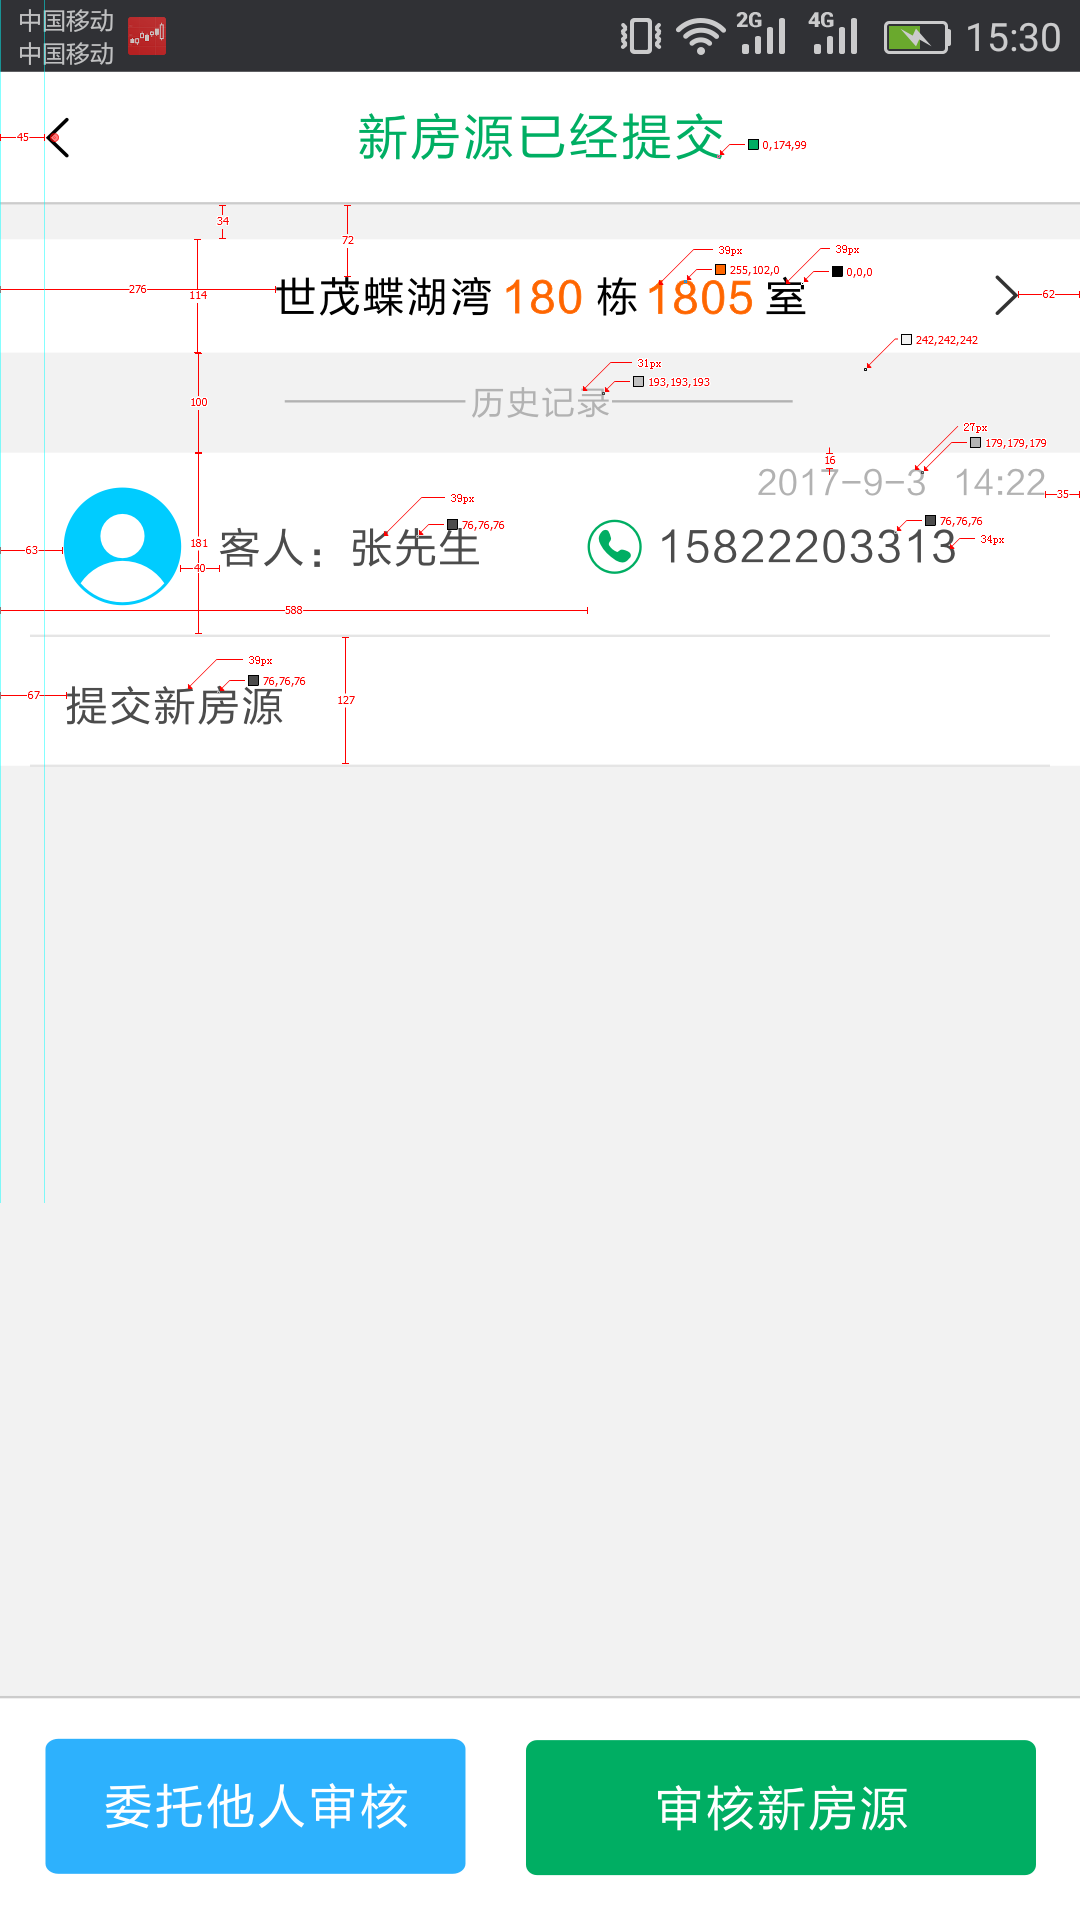 中国移动
中国移动
2G 4G 15:30
45
新房源已经提交
0,174,99
34
72
39px 39px
255,102,0 0,0,0
276 114 世茂蝶湖湾 180 栋 1805 室 62
242,242,242
31px
193,193,193
100 历史记录
27px
179,179,179
16
2017-9-3 14:22 35
39px
76,76,76 76,76,76
34px
63 40 181 客人：张先生 15822203313
588
39px
76,76,76
67 提交新房源 127
委托他人审核 审核新房源